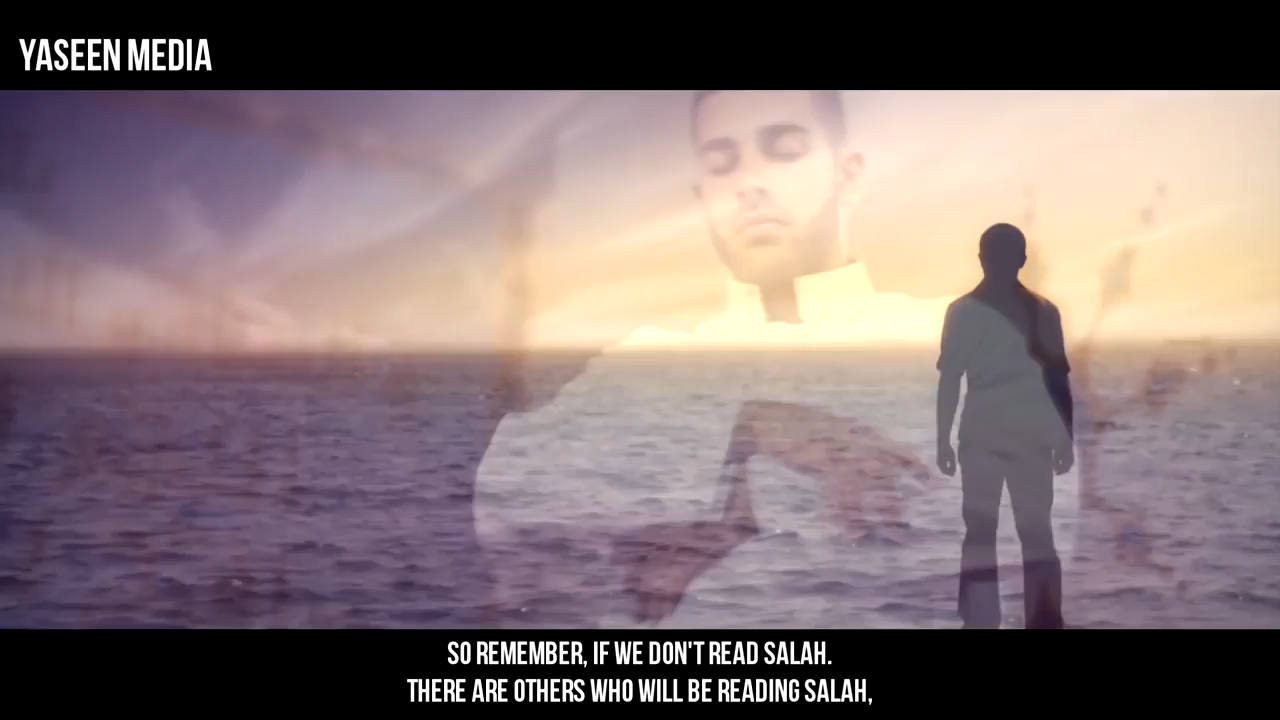 YASEEN MEDIA
SO REMEMBER, IF WE DON'T READ SALAH.
THERE ARE OTHERS WHO WILL BE READING SALAH,